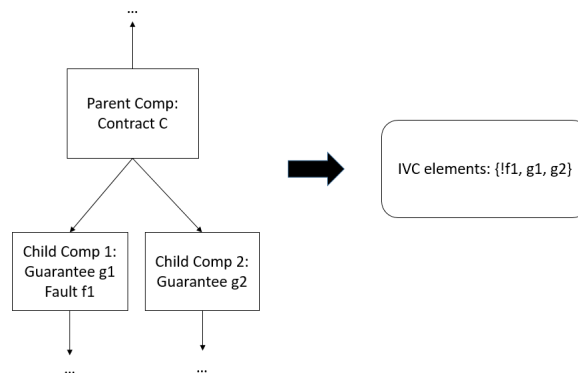 ...
Parent Comp:
Contract C
IVC elements: {!f1, g1, g2}
Child Comp 1:
Guarantee g1
Fault f1
Child Comp 2:
Guarantee g2
...
...